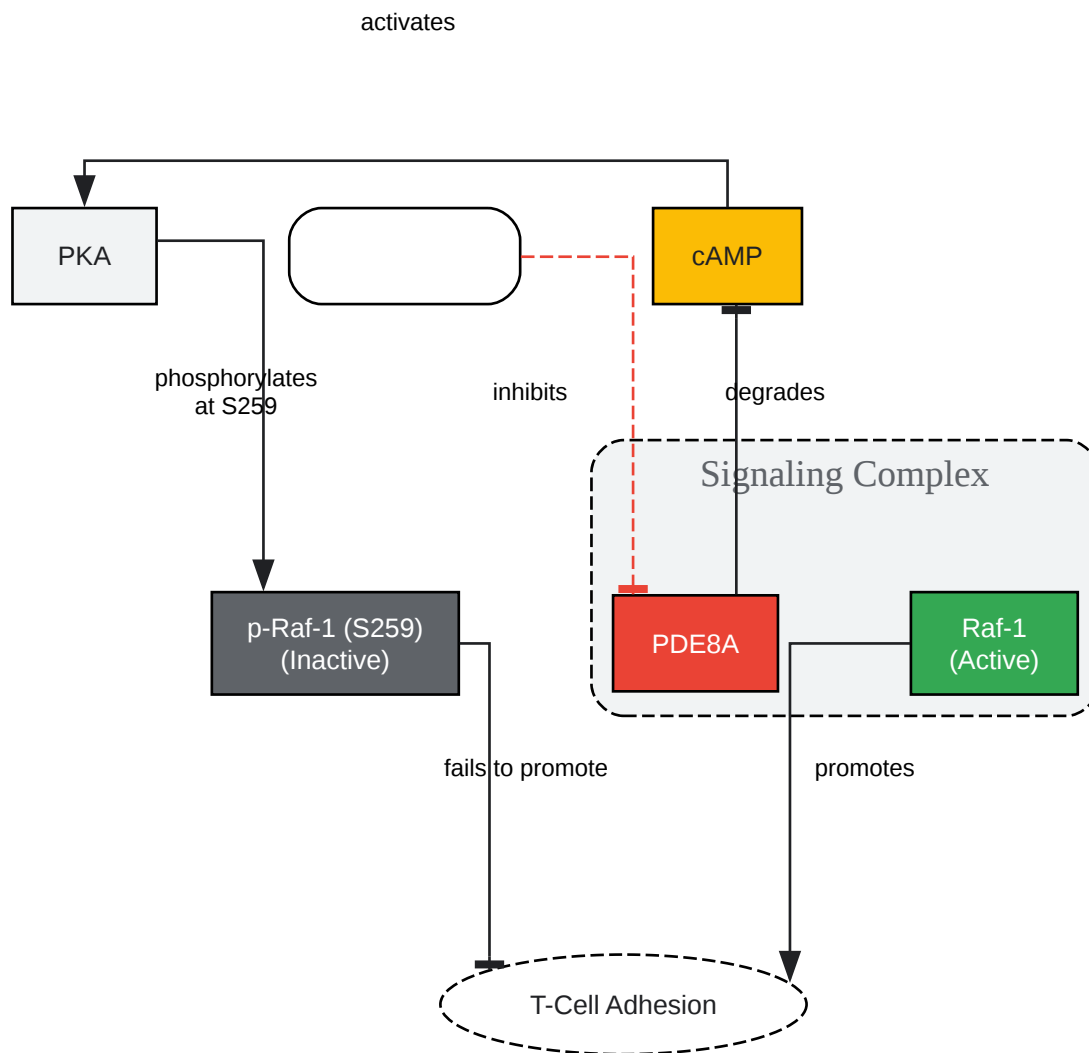 activates
PKA
cAMP
phosphorylates
at S259
inhibits
degrades
Signaling Complex
p-Raf-1 (S259)
(Inactive)
PDE8A
Raf-1
(Active)
fails to promote
promotes
T-Cell Adhesion